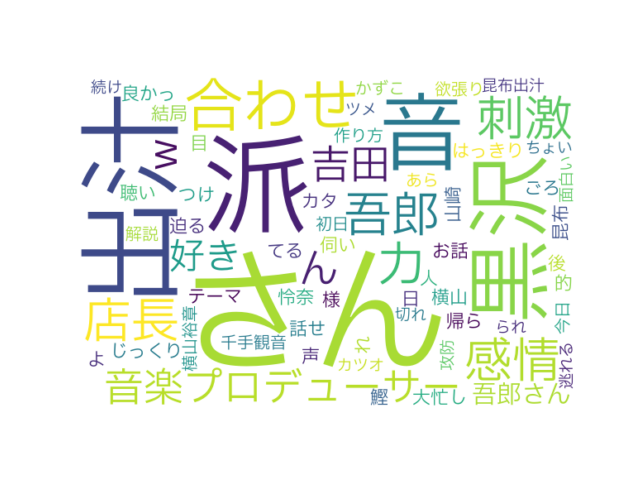 続け
良かっ
かずこ
欲張り
昆布出汁
出汁
w
結局
合わせ
ツメ
音
刺激
目
作り方
はっきり
ちょい
派
吉田
黒沢
面白い
聴い
つけ
カタ
あら
山崎
吾郎
ごろ
昆布
迫る
解説
好き
初日
伺い
てる
ん
力
人
お話
後
的
店長
テーマ
怜奈
様
さん
日
横山
切れ
帰ら
られ
今日
横山裕章
よ
じっくり
話せ
千手観音
声
れ
カツオ
攻防
感情
逃れる
音楽プロデューサー
鰹
大忙し
吾郎さん